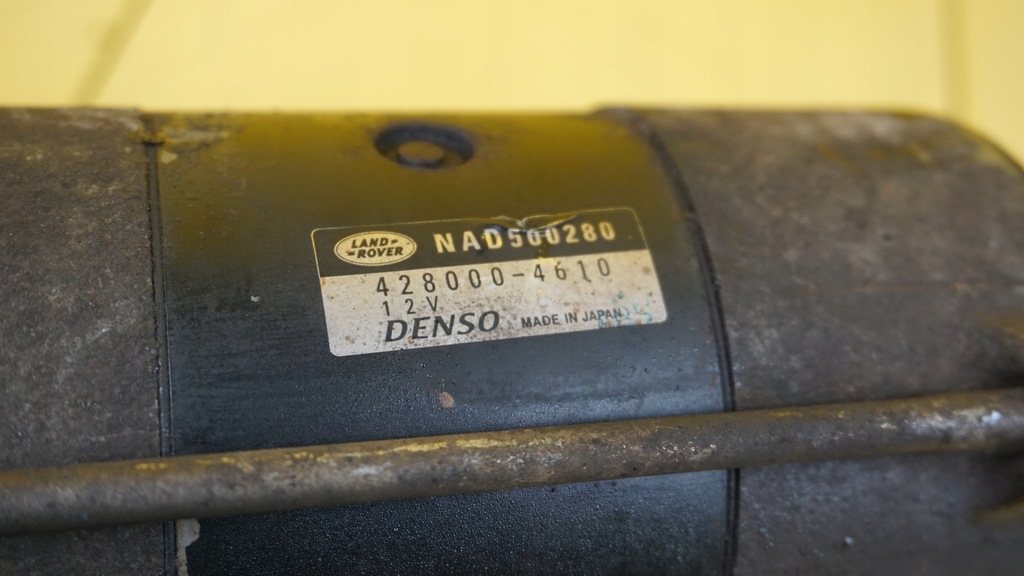 LAND-
-ROVER
NAD500280
428000-4610
12V
DENSO MADE IN JAPAN